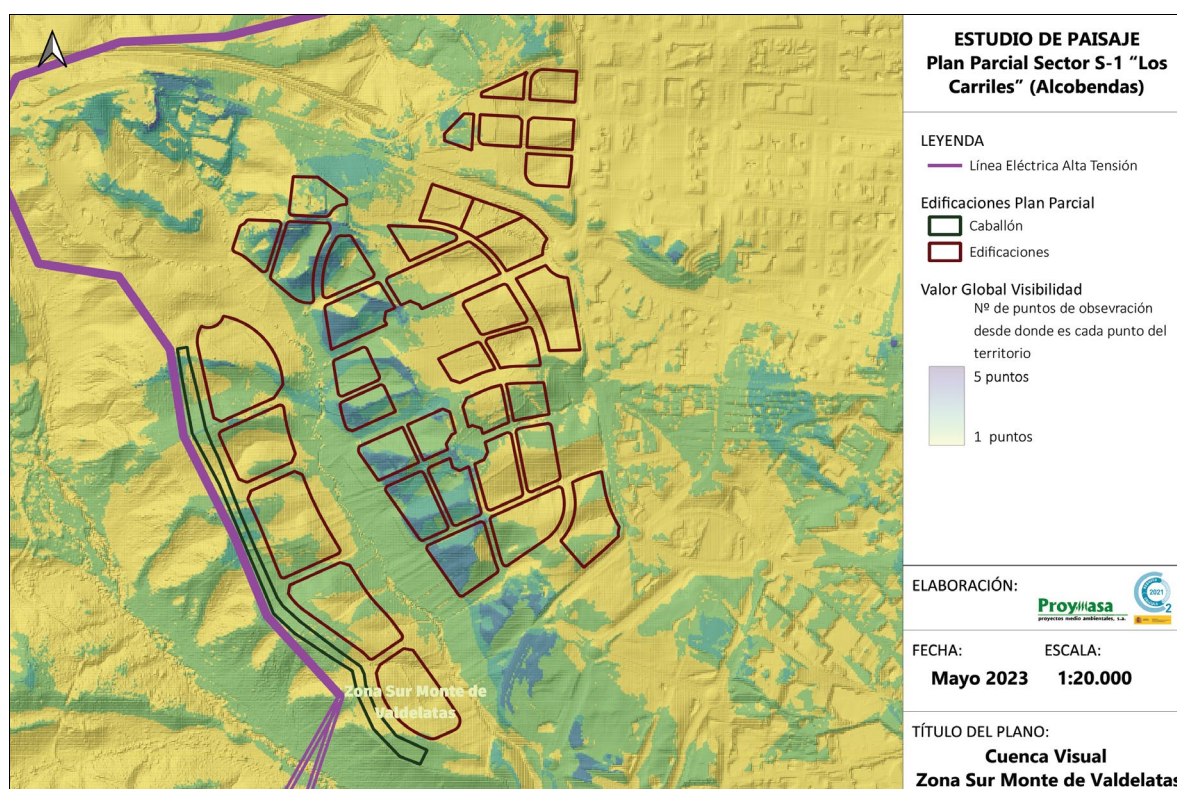 ESTUDIO DE PAISAJE
Plan Parcial Sector S-1 “Los
Carriles” (Alcobendas)
LEYENDA
Línea Eléctrica Alta Tensión
Edificaciones Plan Parcial
Caballón
Edificaciones
Valor Global Visibilidad
Nº de puntos de obsevración
desde donde es cada punto del
territorio
5 puntos
1 puntos
ELABORACIÓN:
Proymasa
proyectos medio ambientales, s.a.
2021
2
FECHA:
ESCALA:
Mayo 2023
1:20.000
TÍTULO DEL PLANO:
Cuenca Visual
Zona Sur Monte de Valdelatas
Zona Sur Monte de
Valdelatas